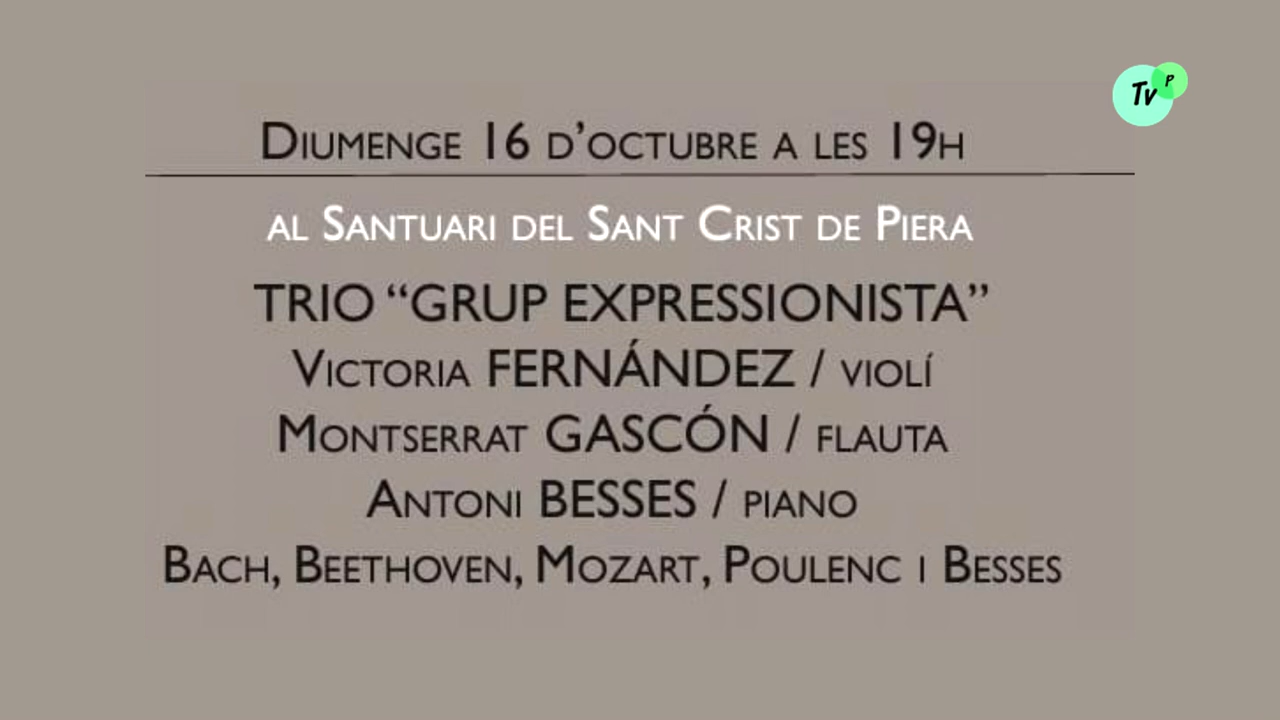 Diumenge 16 d'octubre a les 19h
al Santuari del Sant Crist de Piera
TRIO “GRUP EXPRESSIONISTA”
Victoria FERNÁNDEZ / violí
Montserrat GASCÓN / flauta
Antoni BESSES / piano
Bach, Beethoven, Mozart, Poulenc i Besses
Tv P